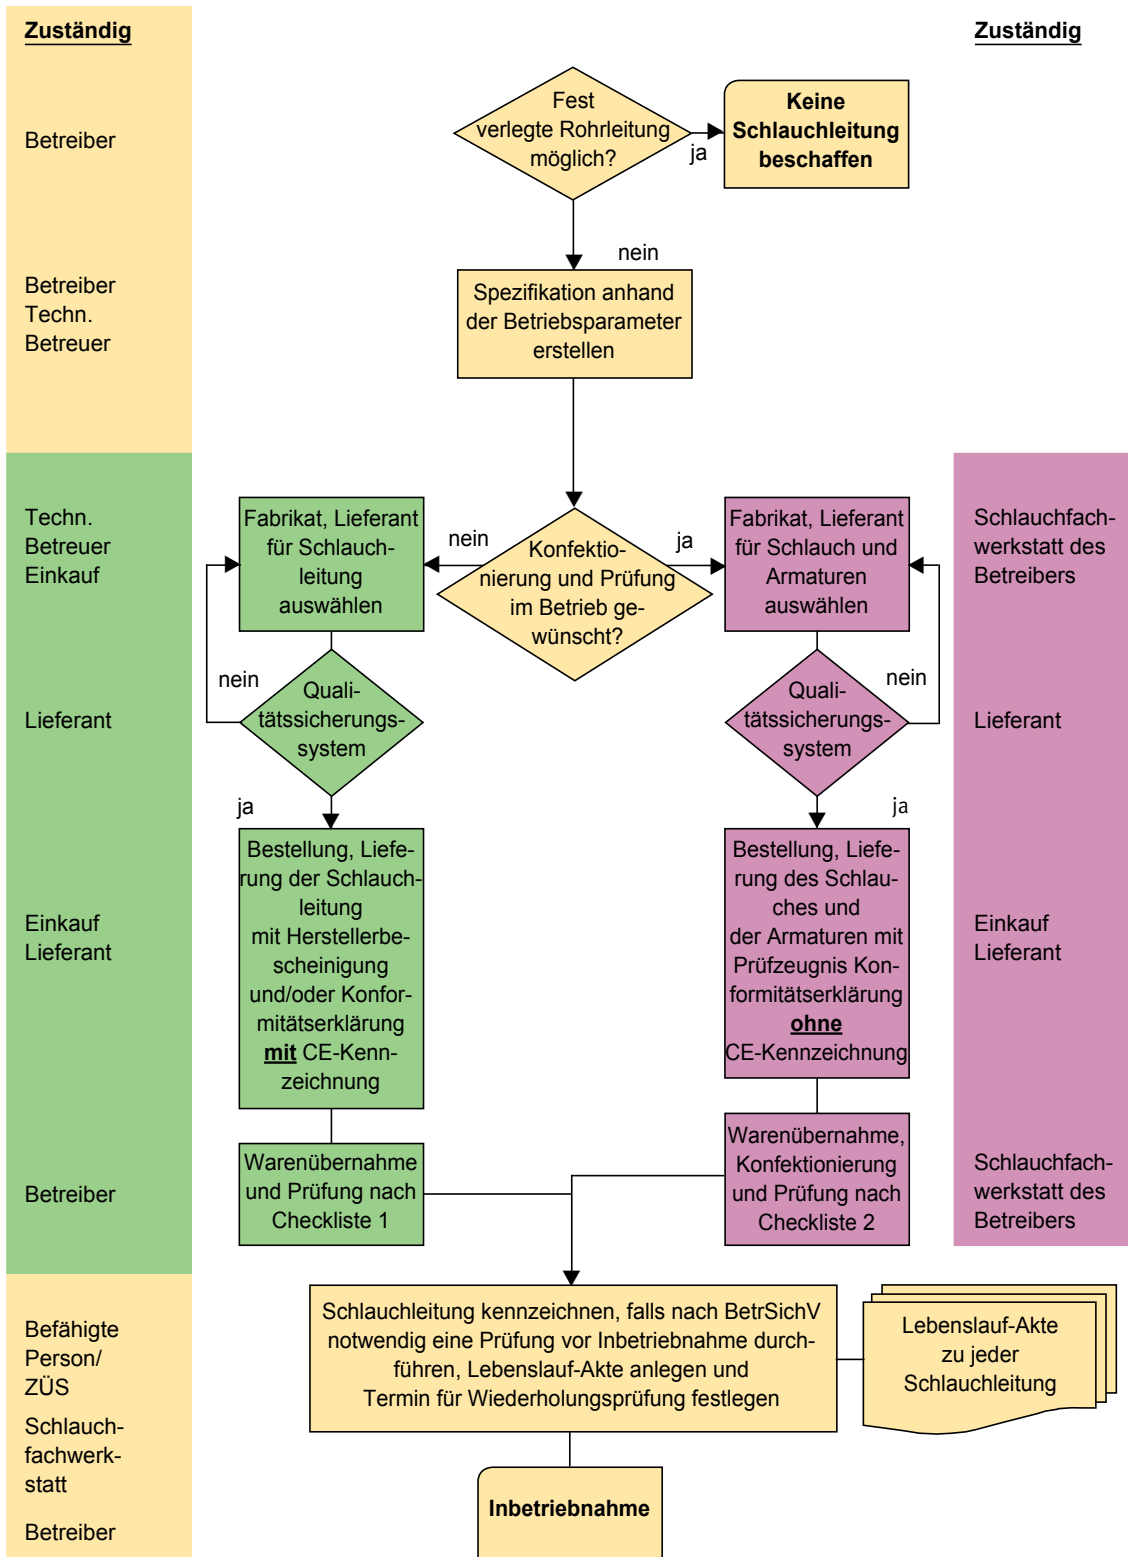 Zuständig
Zuständig
Betreiber
Fest
verlegte Rohrleitung
möglich?
ja
Keine
Schlauchleitung
beschaffen
nein
Betreiber
Techn.
Betreuer
Spezifikation anhand
der Betriebsparameter
erstellen
Techn.
Betreuer
Einkauf
Fabrikat, Lieferant
für Schlauch-
leitung
auswählen
nein
Konfektio-
nierung und Prüfung
im Betrieb ge-
wünscht?
ja
Fabrikat, Lieferant
für Schlauch und
Armaturen
auswählen
Schlauchfach-
werkstatt des
Betreibers
Lieferant
nein
Quali-
tätssicherungs-
system
Quali-
tätssicherungs-
system
nein
Lieferant
ja
ja
Einkauf
Lieferant
Bestellung, Liefe-
rung der Schlauch-
leitung
mit Herstellerbe-
scheinigung
und/oder Konfor-
mitätserklärung
mit CE-Kenn-
zeichnung
Bestellung, Liefe-
rung des Schlau-
ches und
der Armaturen mit
Prüfzeugnis Kon-
formitätserklärung
ohne
CE-Kennzeichnung
Einkauf
Lieferant
Betreiber
Warenübernahme
und Prüfung nach
Checkliste 1
Warenübernahme,
Konfektionierung
und Prüfung nach
Checkliste 2
Schlauchfach-
werkstatt des
Betreibers
Befähigte
Person/
ZÜS
Schlauch-
fachwerk-
statt
Schlauchleitung kennzeichnen, falls nach BetrSichV
notwendig eine Prüfung vor Inbetriebnahme durch-
führen, Lebenslauf-Akte anlegen und
Termin für Wiederholungsprüfung festlegen
Lebenslauf-Akte
zu jeder
Schlauchleitung
Betreiber
Inbetriebnahme